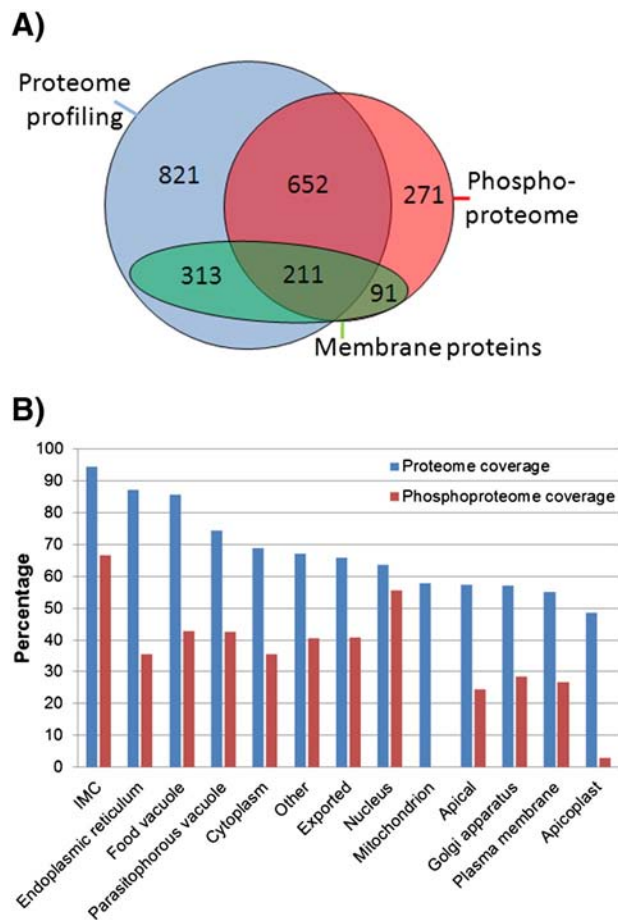 A)
Proteome
profiling
821
652
271
Phospho-
proteome
313
211
91
Membrane proteins
B)
100
90
80
70
60
50
40
30
20
10
0
Percentage
Proteome coverage
Phosphoproteome coverage
IMC
Endoplasmic reticulum
Food vacuole
Parasitophorous vacuole
Cytoplasm
Other
Exported
Nucleus
Mitochondrion
Apical
Golgi apparatus
Plasma membrane
Apicoplast